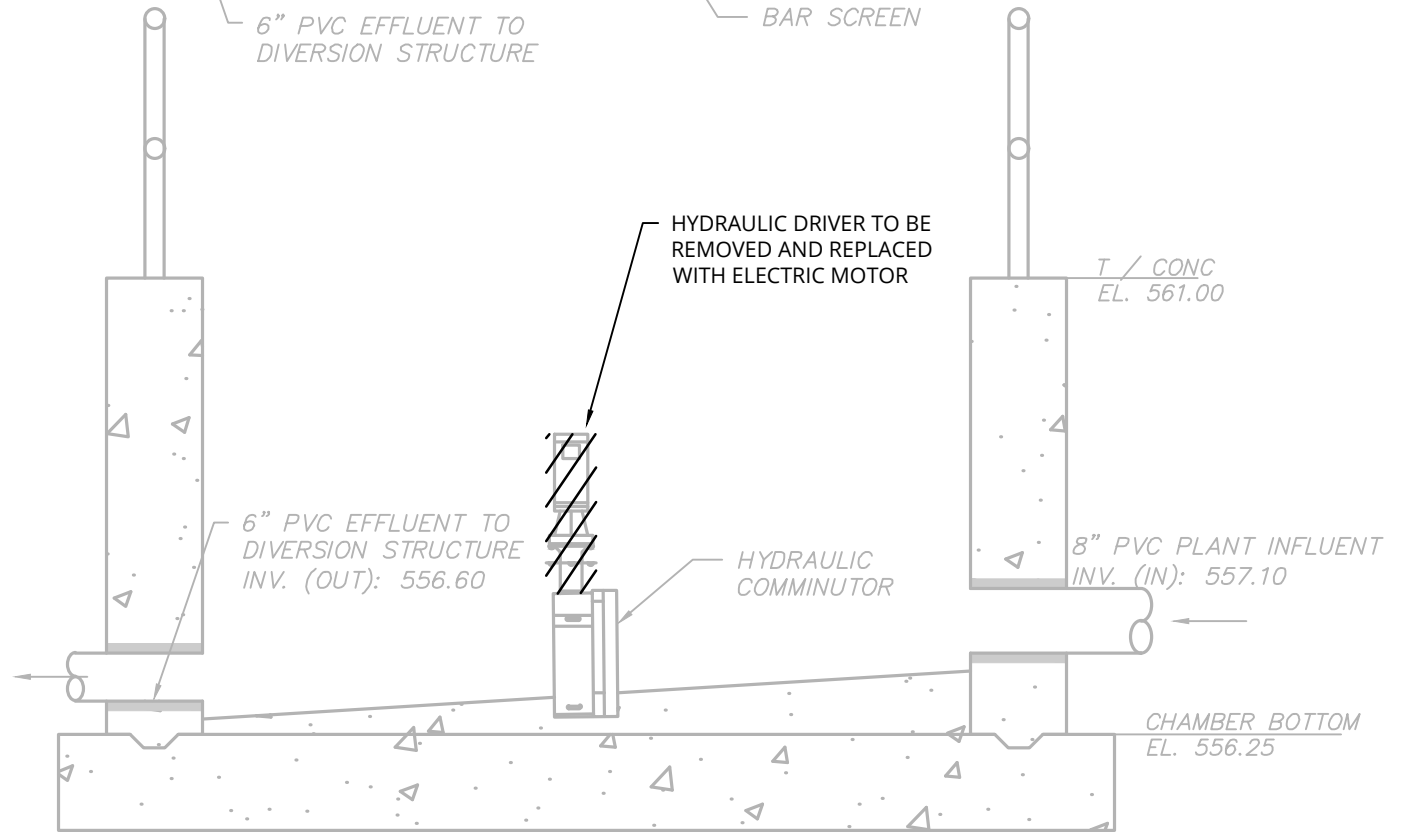 6” PVC EFFLUENT TO
DIVERSION STRUCTURE
BAR SCREEN
HYDRAULIC DRIVER TO BE
REMOVED AND REPLACED
WITH ELECTRIC MOTOR
T / CONC
EL. 561.00
6” PVC EFFLUENT TO
DIVERSION STRUCTURE
INV. (OUT): 556.60
HYDRAULIC
COMMINUTOR
8” PVC PLANT INFLUENT
INV. (IN): 557.10
CHAMBER BOTTOM
EL. 556.25